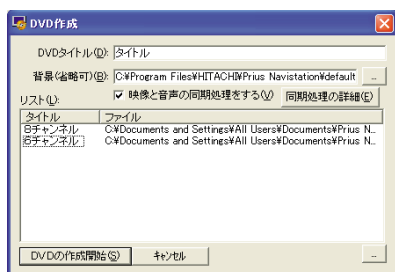 DVD作成
DVDタイトル(D): タイトル
背景(省略可)(B): C:¥Program Files¥HITACHI¥Prius Navistation¥default ...
リスト(L): ✓ 映像と音声の同期処理をする(V) 同期処理の詳細(E)
タイトル ファイル
8チャンネル C:¥Documents and Settings¥All Users¥Documents¥Prius N...
6チャンネル C:¥Documents and Settings¥All Users¥Documents¥Prius N...
DVDの作成開始(S) キャンセル ...